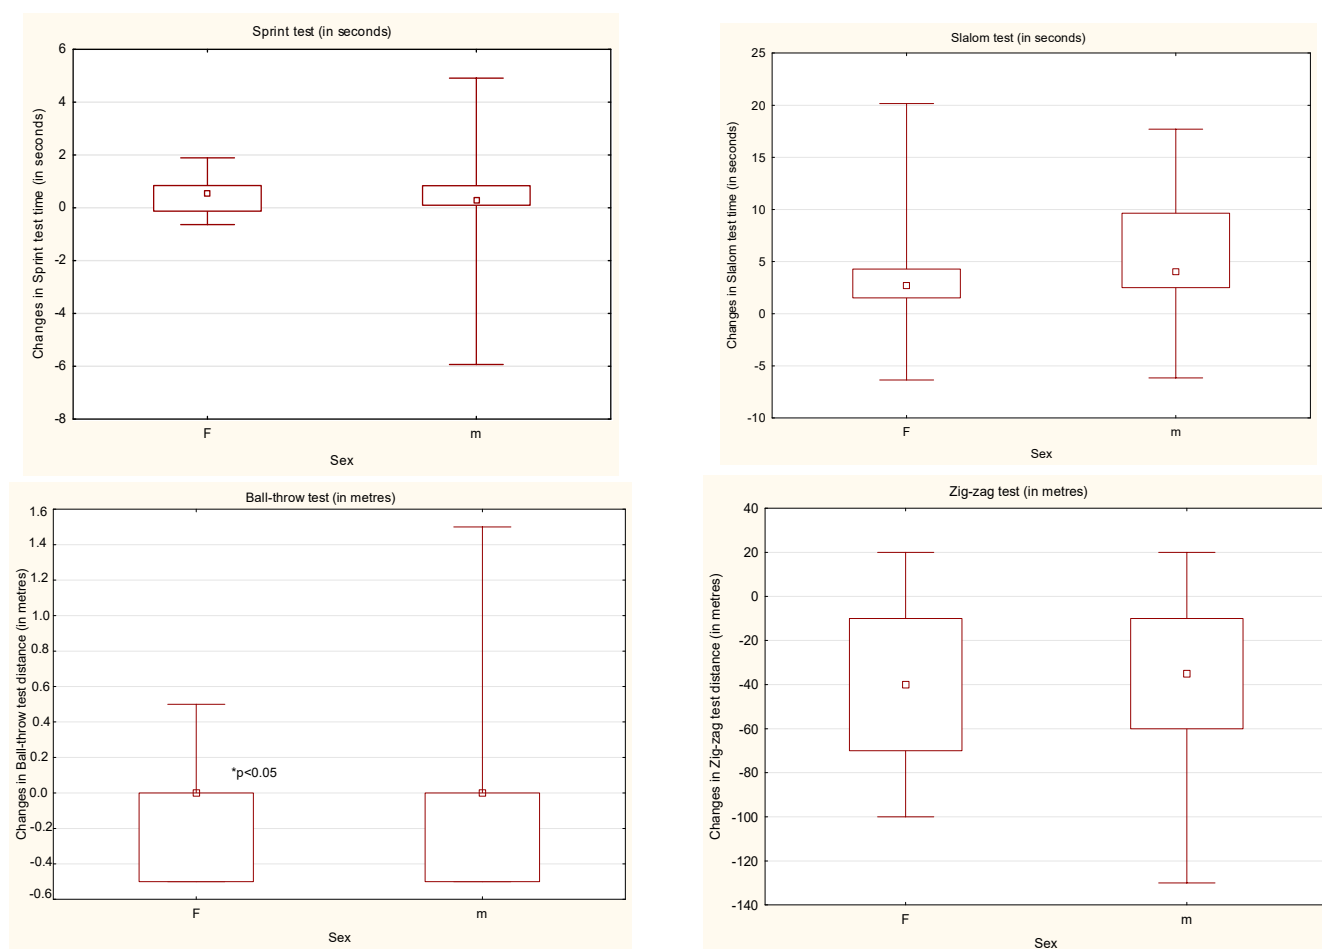 Sprint test (in seconds)
Changes in Sprint test time (in seconds)
6
4
2
0
-2
-4
-6
-8
F
m
Sex
Slalom test (in seconds)
Changes in Slalom test time (in seconds)
25
20
15
10
5
0
-5
-10
F
m
Sex
Ball-throw test (in metres)
Changes in Ball-throw test distance (in metres)
1.6
1.4
1.2
1.0
0.8
0.6
0.4
0.2
0.0
-0.2
-0.4
-0.6
*p<0.05
F
m
Sex
Zig-zag test (in metres)
Changes in Zig-zag test distance (in metres)
40
20
0
-20
-40
-60
-80
-100
-120
-140
F
m
Sex